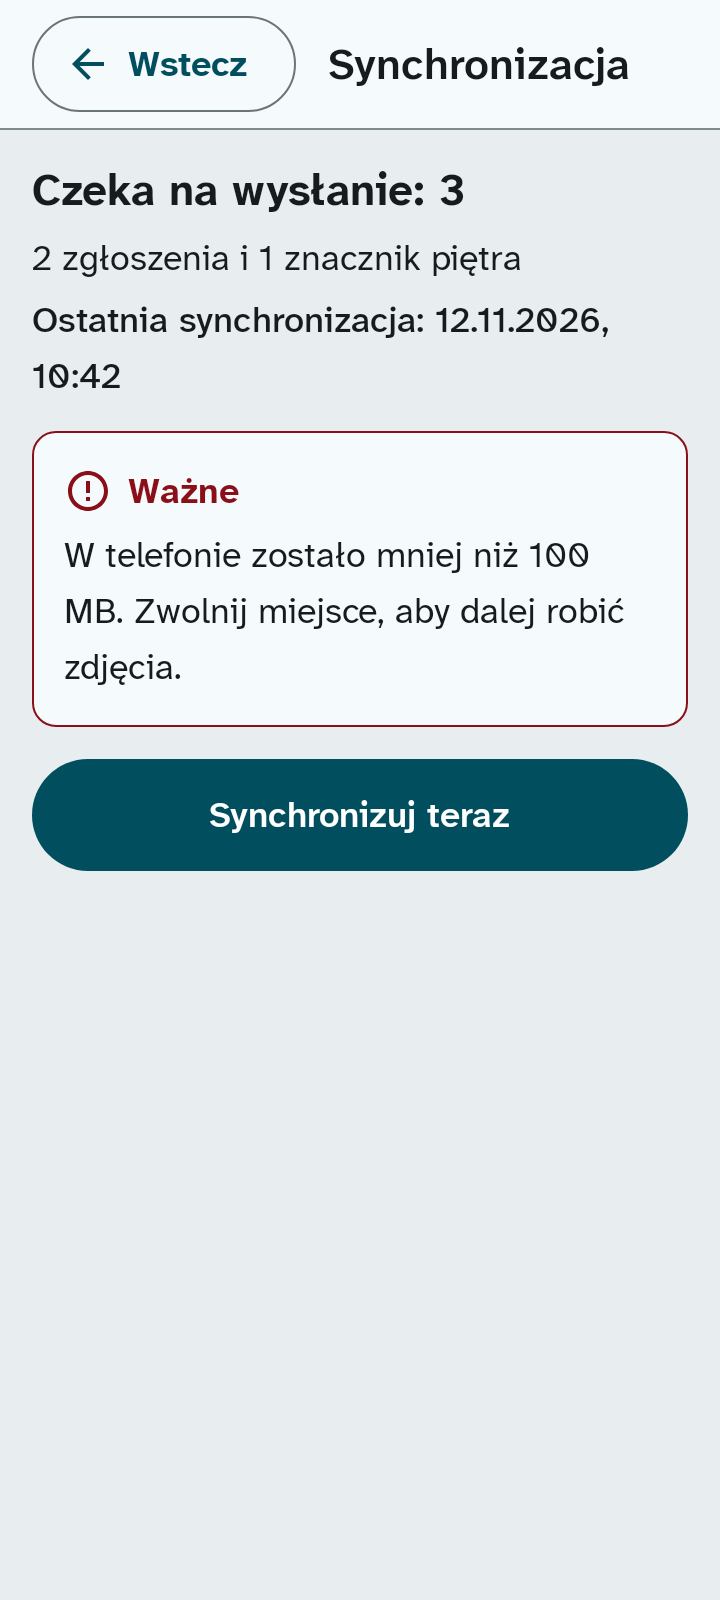 Wstecz
Synchronizacja
Czeka na wysłanie: 3
2 zgłoszenia i 1 znacznik piętra
Ostatnia synchronizacja: 12.11.2026,
10:42
Ważne
W telefonie zostało mniej niż 100
MB. Zwolnij miejsce, aby dalej robić
zdjęcia.
Synchronizuj teraz